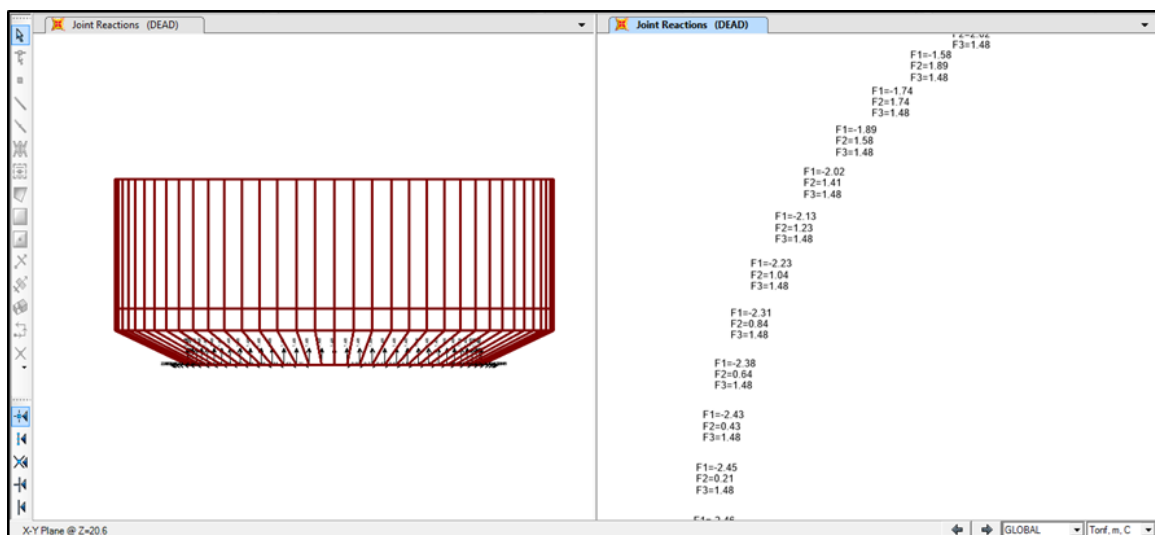 Joint Reactions (DEAD)
Joint Reactions (DEAD)
F3=1.48
F1=-1.58
F2=1.89
F3=1.48
F1=-1.74
F2=1.74
F3=1.48
F1=-1.89
F2=1.58
F3=1.48
F1=-2.02
F2=1.41
F3=1.48
F1=-2.13
F2=1.23
F3=1.48
F1=-2.23
F2=1.04
F3=1.48
F1=-2.31
F2=0.84
F3=1.48
F1=-2.38
F2=0.64
F3=1.48
F1=-2.43
F2=0.43
F3=1.48
F1=-2.45
F2=0.21
F3=1.48
X-Y Plane @ Z=20.6
GLOBAL
Tonf, m, C